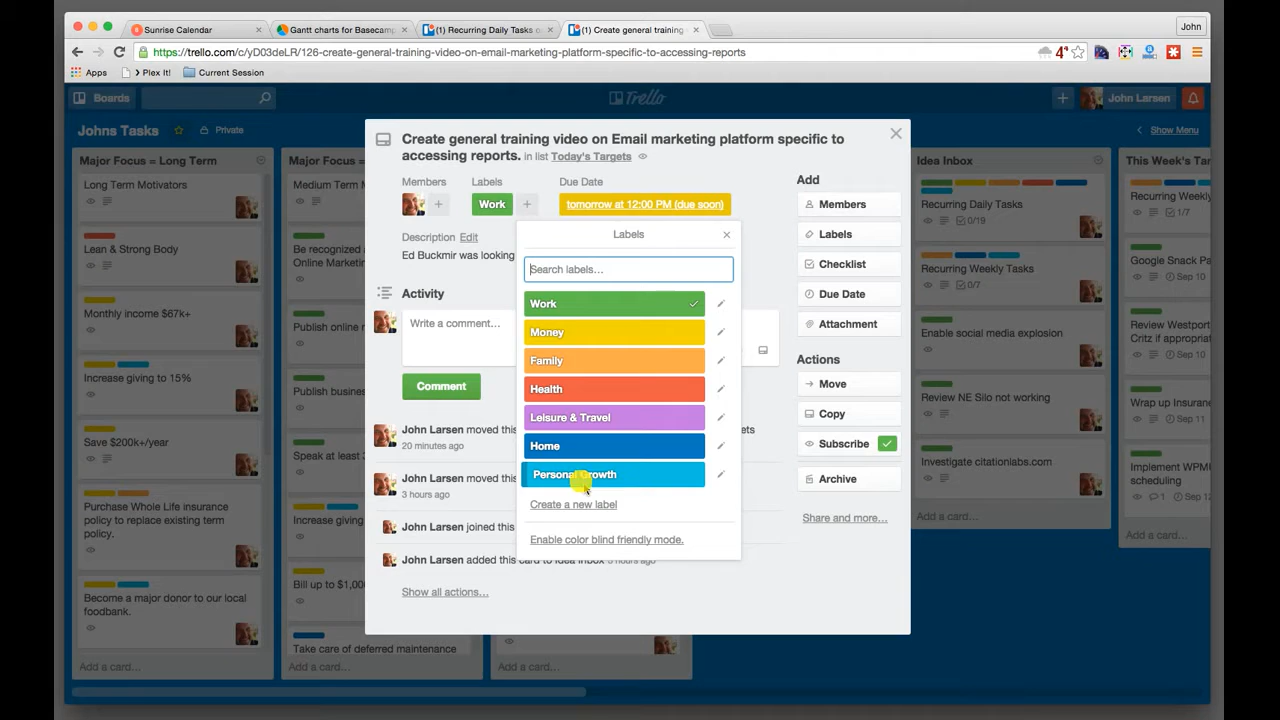 Sunrise Calendar
Gantt charts for Basecamp
(1) Recurring Daily Tasks o
(1) Create general training
John
https://trello.com/c/yD03deLR/126-create-general-training-video-on-email-marketing-platform-specific-to-accessing-reports
4°
Apps
> Plex It!
Current Session
Boards
Trello
John Larsen
Johns Tasks
Private
Show Menu
Major Focus = Long Term
Long Term Motivators
Lean & Strong Body
Monthly income $67k+
Increase giving to 15%
Save $200k+/year
Purchase Whole Life insurance
policy to replace existing term
policy
Become a major donor to our local
foodbank.
Add a card…
Major Focus =
Medium Term M
Be recognized
Online Marketing
Publish online
Publish busines
Speak at least 3
Increase giving
Bill up to $1,000
Take care of deferred maintenance
Add a card…
Add a card…
Create general training video on Email marketing platform specific to
accessing reports. in list Today's Targets
Members
Labels
Due Date
Work
tomorrow at 12:00 PM (due soon)
Description Edit
Ed Buckmir was looking
Activity
Write a comment…
Comment
John Larsen moved this
ets
20 minutes ago
John Larsen moved this
3 hours ago
John Larsen joined this
John Larsen added this card to Idea Inbox 3 hours ago
Show all actions…
Labels
Search labels…
Work
Money
Family
Health
Leisure & Travel
Home
Personal Growth
Create a new label
Enable color blind friendly mode.
Add
Members
Labels
Checklist
Due Date
Attachment
Actions
Move
Copy
Subscribe
Archive
Share and more…
Idea Inbox
Recurring Daily Tasks
0/19
Recurring Weekly Tasks
Enable social media explosion
Review NE Silo not working
Investigate citationlabs.com
Add a card…
This Week's Tar
Recurring Weekly
1/7
Google Snack Pa
Sep 10
Review Westport
Critz if appropriat
Sep 10
Wrap up Insuranc
Sep 11
Implement WPMU
scheduling
1
Sep 1
Add a card…